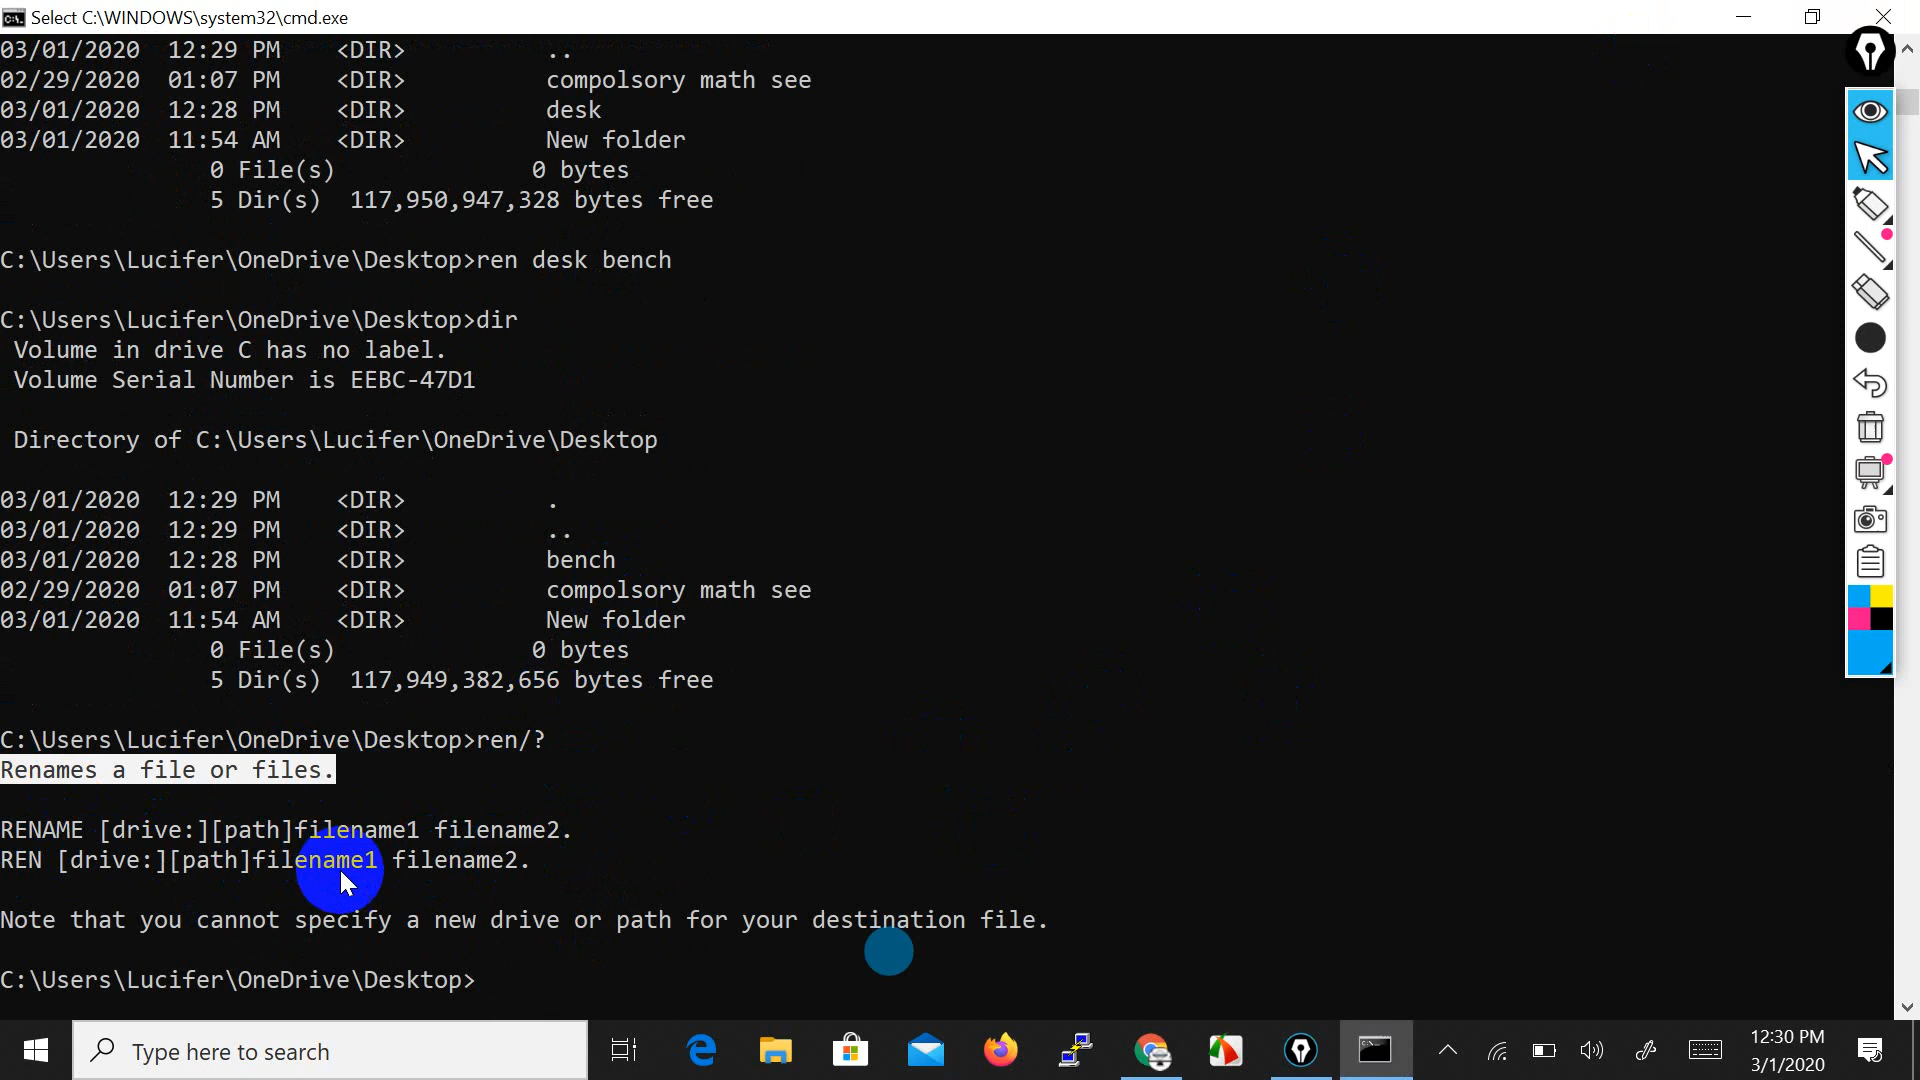 Select C:\WINDOWS\system32\cmd.exe
03/01/2020  12:29 PM    <DIR>          ..
02/29/2020  01:07 PM    <DIR>          compolsory math see
03/01/2020  12:28 PM    <DIR>          desk
03/01/2020  11:54 AM    <DIR>          New folder
               0 File(s)              0 bytes
               5 Dir(s)  117,950,947,328 bytes free
C:\Users\Lucifer\OneDrive\Desktop>ren desk bench
C:\Users\Lucifer\OneDrive\Desktop>dir
 Volume in drive C has no label.
 Volume Serial Number is EEBC-47D1
 Directory of C:\Users\Lucifer\OneDrive\Desktop
03/01/2020  12:29 PM    <DIR>          .
03/01/2020  12:29 PM    <DIR>          ..
03/01/2020  12:28 PM    <DIR>          bench
02/29/2020  01:07 PM    <DIR>          compolsory math see
03/01/2020  11:54 AM    <DIR>          New folder
               0 File(s)              0 bytes
               5 Dir(s)  117,949,382,656 bytes free
C:\Users\Lucifer\OneDrive\Desktop>ren/?
Renames a file or files.
RENAME [drive:][path]filename1 filename2.
REN [drive:][path]filename1 filename2.
Note that you cannot specify a new drive or path for your destination file.
C:\Users\Lucifer\OneDrive\Desktop>
Type here to search
12:30 PM
3/1/2020